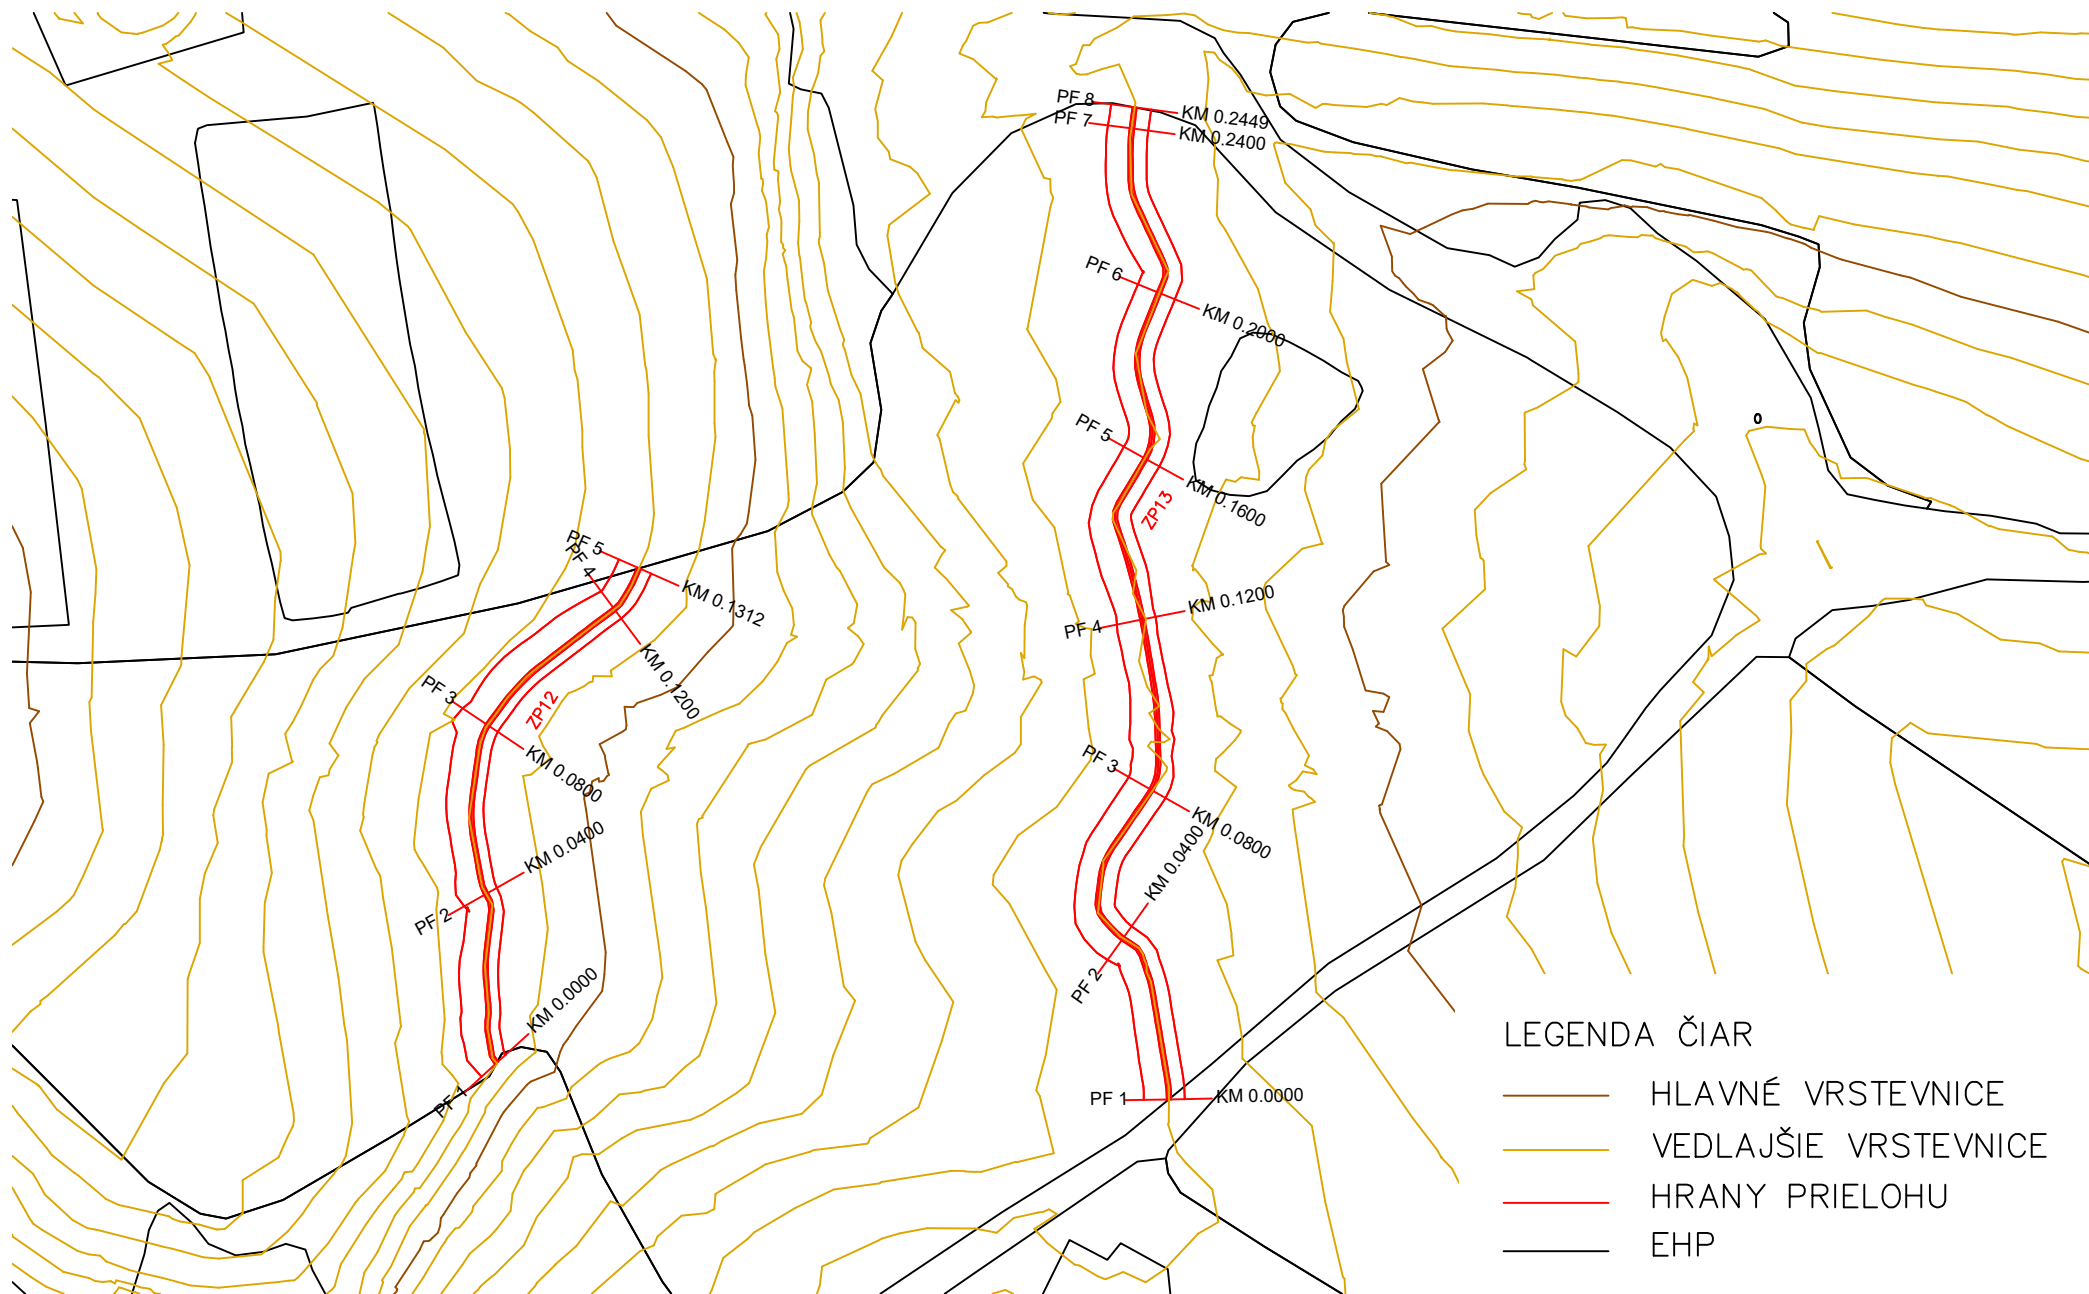 PF 8
KM 0.2449
PF 7
KM 0.2400
PF 6
KM 0.2000
PF 5
KM 0.1600
ZP13
PF 4
KM 0.1200
PF 3
KM 0.0800
KM 0.0400
PF 2
PF 1
KM 0.0000
PF 5
PF 4
KM 0.1312
KM 0.1200
PF 3
ZP12
KM 0.0800
KM 0.0400
PF 2
KM 0.0000
PF 1
LEGENDA ČIAR
HLAVNÉ VRSTEVNICE
VEDLAJŠIE VRSTEVNICE
HRANY PRIELOHU
EHP